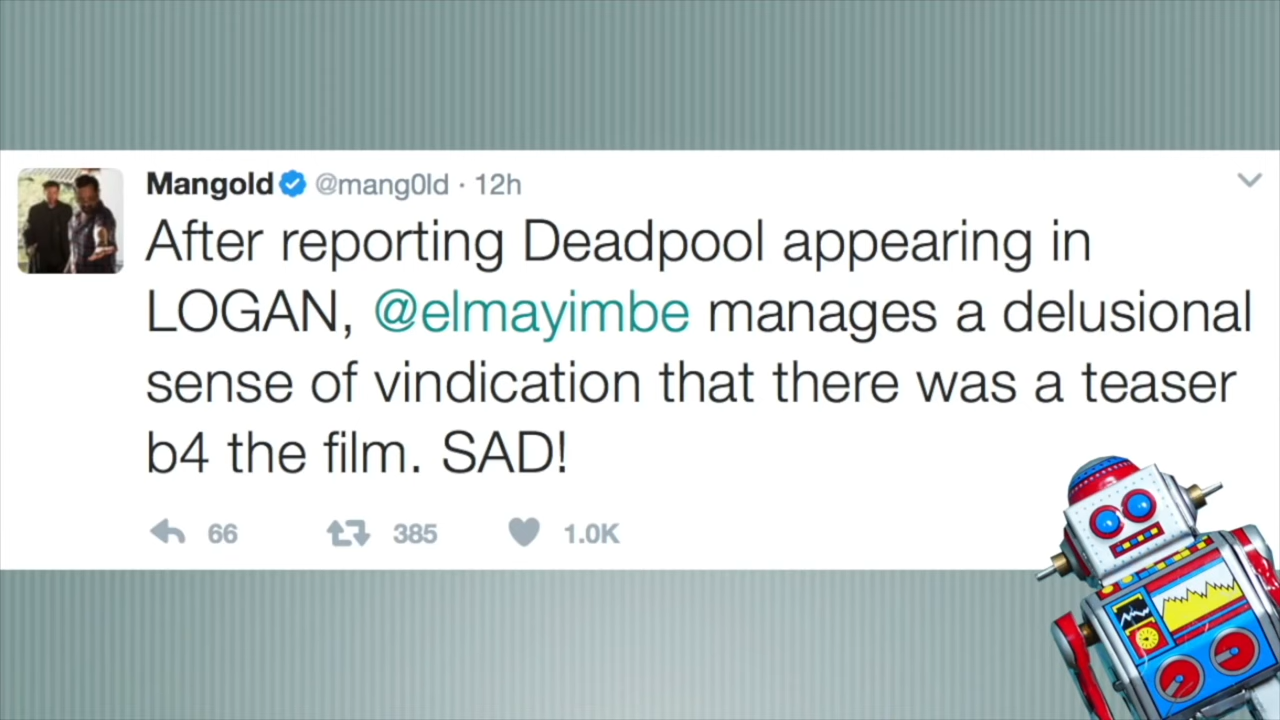 Mangold @mang0ld · 12h
After reporting Deadpool appearing in
LOGAN, @elmayimbe manages a delusional
sense of vindication that there was a teaser
b4 the film. SAD!
66 385 1.0K